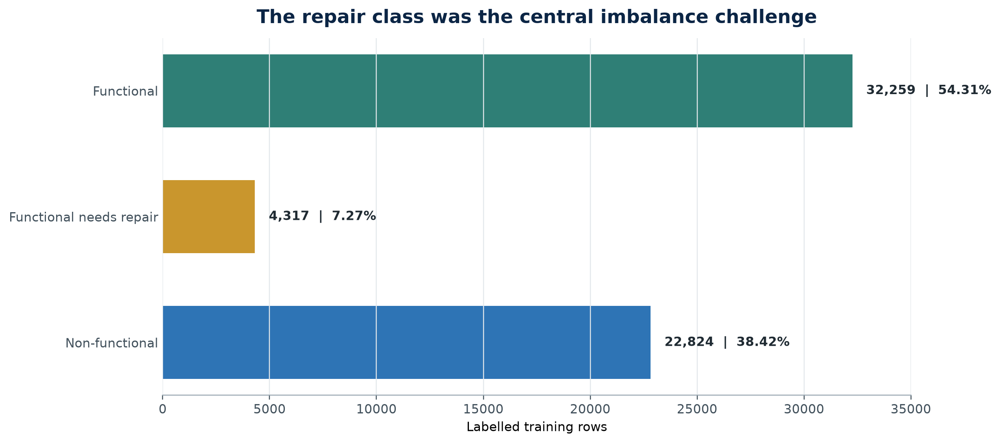 The repair class was the central imbalance challenge
Functional
32,259 | 54.31%
Functional needs repair
4,317 | 7.27%
Non-functional
22,824 | 38.42%
0 5000 10000 15000 20000 25000 30000 35000
Labelled training rows